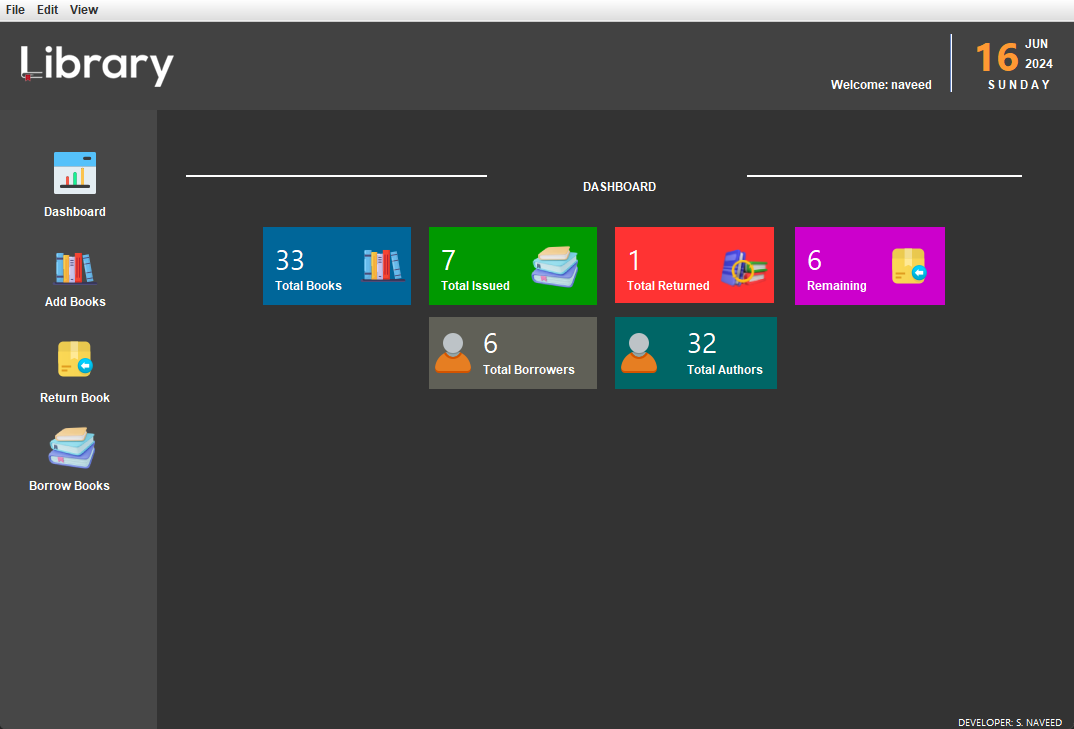 File Edit View
Library
16 JUN
2024
SUNDAY
Welcome: naveed
Dashboard
Add Books
Return Book
Borrow Books
DASHBOARD
33
Total Books
7
Total Issued
1
Total Returned
6
Remaining
6
Total Borrowers
32
Total Authors
DEVELOPER: S. NAVEED